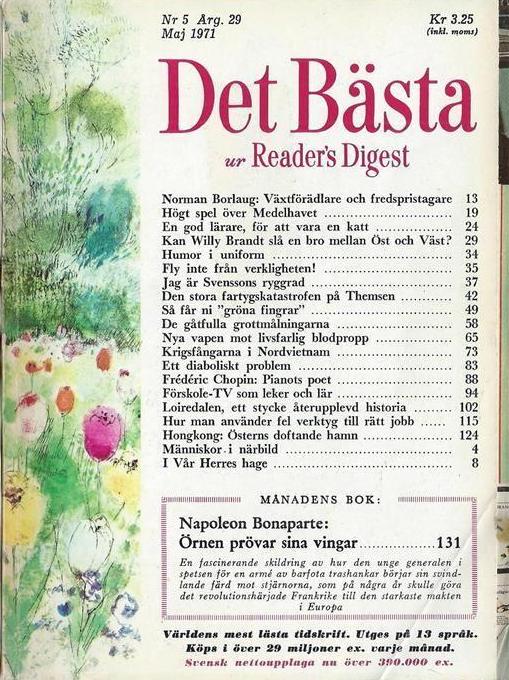 Nr 5 Arg. 29
Maj 1971
Kr 3.25
(inkl. moms)
Det Bästa
ur Reader's Digest
Norman Borlaug: Växtförädlare och fredspristagare 13
Högt spel över Medelhavet 19
En god lärare, för att vara en katt 24
Kan Willy Brandt slå en bro mellan Öst och Väst? 29
Humor i uniform 34
Fly inte från verkligheten! 35
Jag är Svenssons ryggrad 37
Den stora fartygskatastrofen på Themsen 42
Så får ni "gröna fingrar" 49
De gåtfulla grottmålningarna 58
Nya vapen mot livsfarlig blodpropp 65
Krigsfångarna i Nordvietnam 73
Ett diaboliskt problem 83
Frédéric Chopin: Pianots poet 88
Förskole-TV som leker och lär 94
Loiredalen, ett stycke återupplevd historia 102
Hur man använder fel verktyg till rätt jobb 115
Hongkong: Österns doftande hamn 124
Människor i närbild 4
I Vår Herres hage 8
MÅNADENS BOK:
Napoleon Bonaparte:
Örnen prövar sina vingar 131
En fascinerande skildring av hur den unge generalen i
spetsen för en armé av barfota trashankar börjar sin svind-
lande färd mot stjärnorna, som på några år skulle göra
det revolutionshärjade Frankrike till den starkaste makten
i Europa
Världens mest lästa tidskrift. Utges på 13 språk.
Köps i över 29 miljoner ex. varje månad.
Svensk nettoupplaga nu över 390.000 ex.